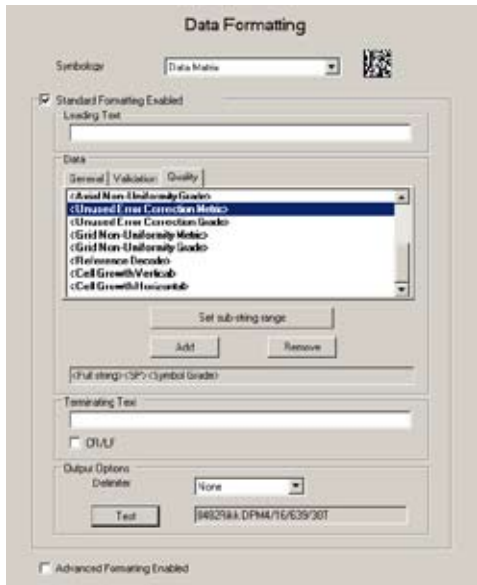 Data Formatting
Symbology
Data Matrix
Standard Formatting Enabled
Leading Text
Data
General Validation Quality
<Axial Non-Uniformity Grade>
<Unused Error Correction Metric>
<Unused Error Correction Grade>
<Grid Non-Uniformity Metric>
<Grid Non-Uniformity Grade>
<Reference Decode>
<Cell Growth Vertical>
<Cell Growth Horizontal>
Set sub-string range
Add Remove
<Full string><SP><Symbol Grade>
Terminating Text
CR/LF
Output Options
Delimiter
None
Test
Advanced Formatting Enabled